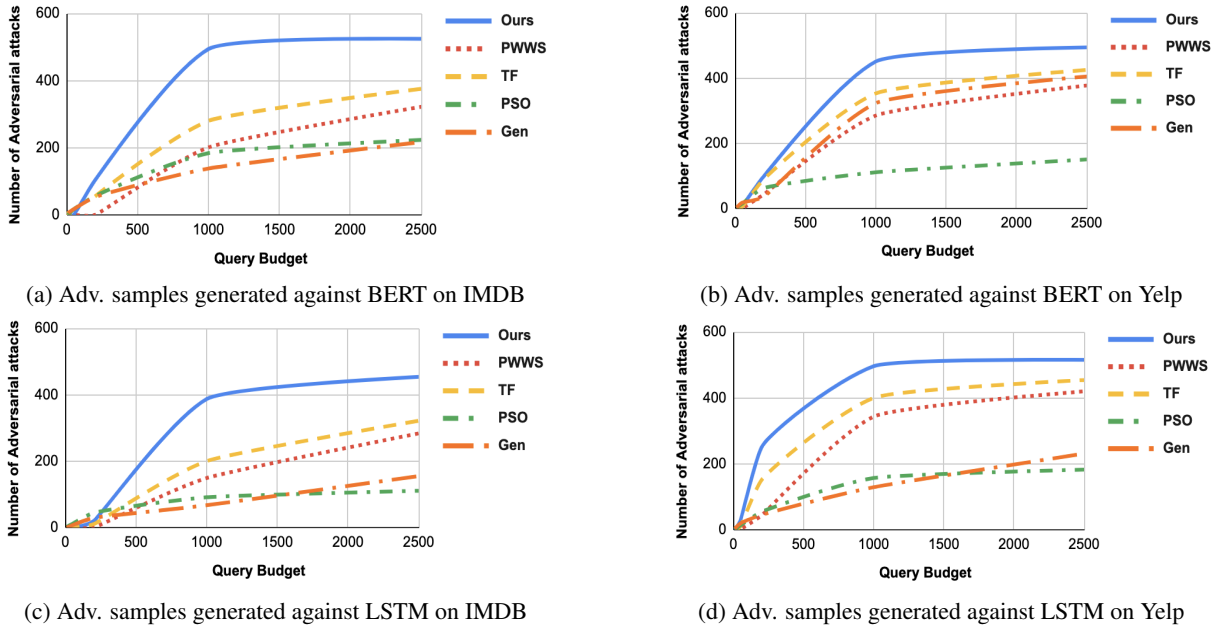 Number of Adversarial attacks
600
400
200
0
0 500 1000 1500 2000 2500
Query Budget
Ours
PWWS
TF
PSO
Gen
(a) Adv. samples generated against BERT on IMDB
Number of Adversarial attacks
600
400
200
0
0 500 1000 1500 2000 2500
Query Budget
Ours
PWWS
TF
PSO
Gen
(b) Adv. samples generated against BERT on Yelp
Number of Adversarial attacks
600
400
200
0
0 500 1000 1500 2000 2500
Query Budget
Ours
PWWS
TF
PSO
Gen
(c) Adv. samples generated against LSTM on IMDB
Number of Adversarial attacks
600
400
200
0
0 500 1000 1500 2000 2500
Query Budget
Ours
PWWS
TF
PSO
Gen
(d) Adv. samples generated against LSTM on Yelp